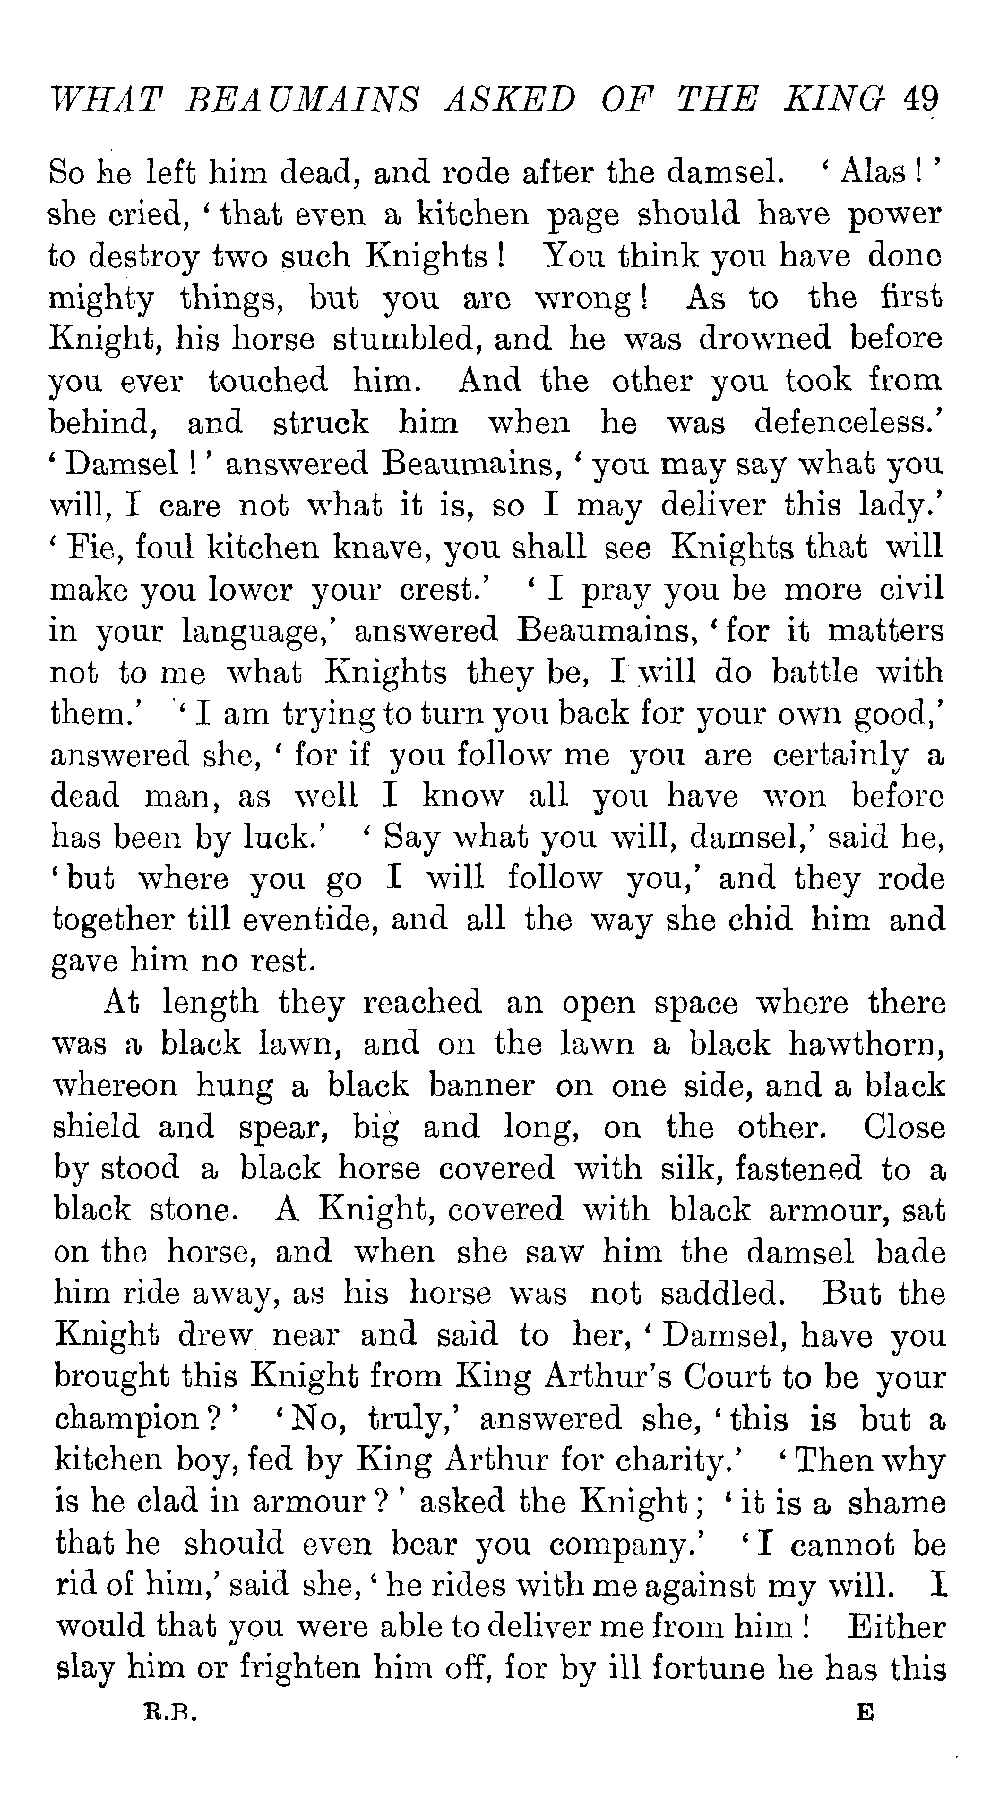 WHAT BEAUMAINS ASKED OF THE KING 49
So he left him dead, and rode after the damsel. ‘ Alas ! ’
she cried, ‘ that even a kitchen page should have power
to destroy two such Knights ! You think you have done
mighty things, but you are wrong ! As to the first
Knight, his horse stumbled, and he was drowned before
you ever touched him. And the other you took from
behind, and struck him when he was defenceless.’
‘ Damsel ! ’ answered Beaumains, ‘ you may say what you
will, I care not what it is, so I may deliver this lady.’
‘ Fie, foul kitchen knave, you shall see Knights that will
make you lower your crest.’ ‘ I pray you be more civil
in your language,’ answered Beaumains, ‘ for it matters
not to me what Knights they be, I will do battle with
them.’ ‘ I am trying to turn you back for your own good,’
answered she, ‘ for if you follow me you are certainly a
dead man, as well I know all you have won before
has been by luck.’ ‘ Say what you will, damsel,’ said he,
‘ but where you go I will follow you,’ and they rode
together till eventide, and all the way she chid him and
gave him no rest.
At length they reached an open space where there
was a black lawn, and on the lawn a black hawthorn,
whereon hung a black banner on one side, and a black
shield and spear, big and long, on the other. Close
by stood a black horse covered with silk, fastened to a
black stone. A Knight, covered with black armour, sat
on the horse, and when she saw him the damsel bade
him ride away, as his horse was not saddled. But the
Knight drew near and said to her, ‘ Damsel, have you
brought this Knight from King Arthur’s Court to be your
champion ? ’ ‘ No, truly,’ answered she, ‘ this is but a
kitchen boy, fed by King Arthur for charity.’ ‘ Then why
is he clad in armour ? ’ asked the Knight ; ‘ it is a shame
that he should even bear you company.’ ‘ I cannot be
rid of him,’ said she, ‘ he rides with me against my will. I
would that you were able to deliver me from him ! Either
slay him or frighten him off, for by ill fortune he has this
R.B. E